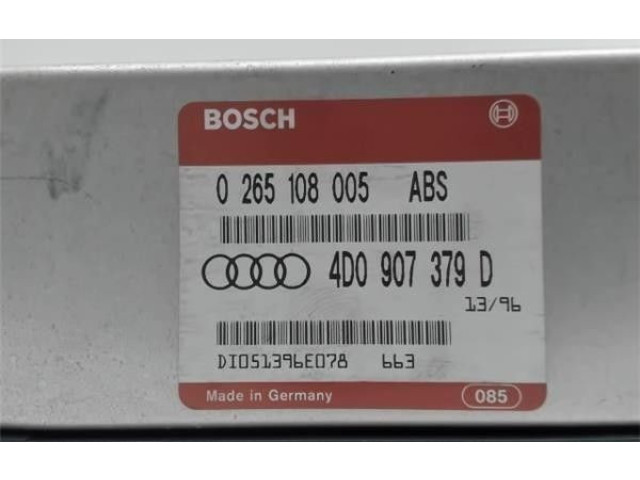 BOSCH
0 265 108 005 ABS
4D0 907 379 D
13/96
DI051396E078 663
Made in Germany 085